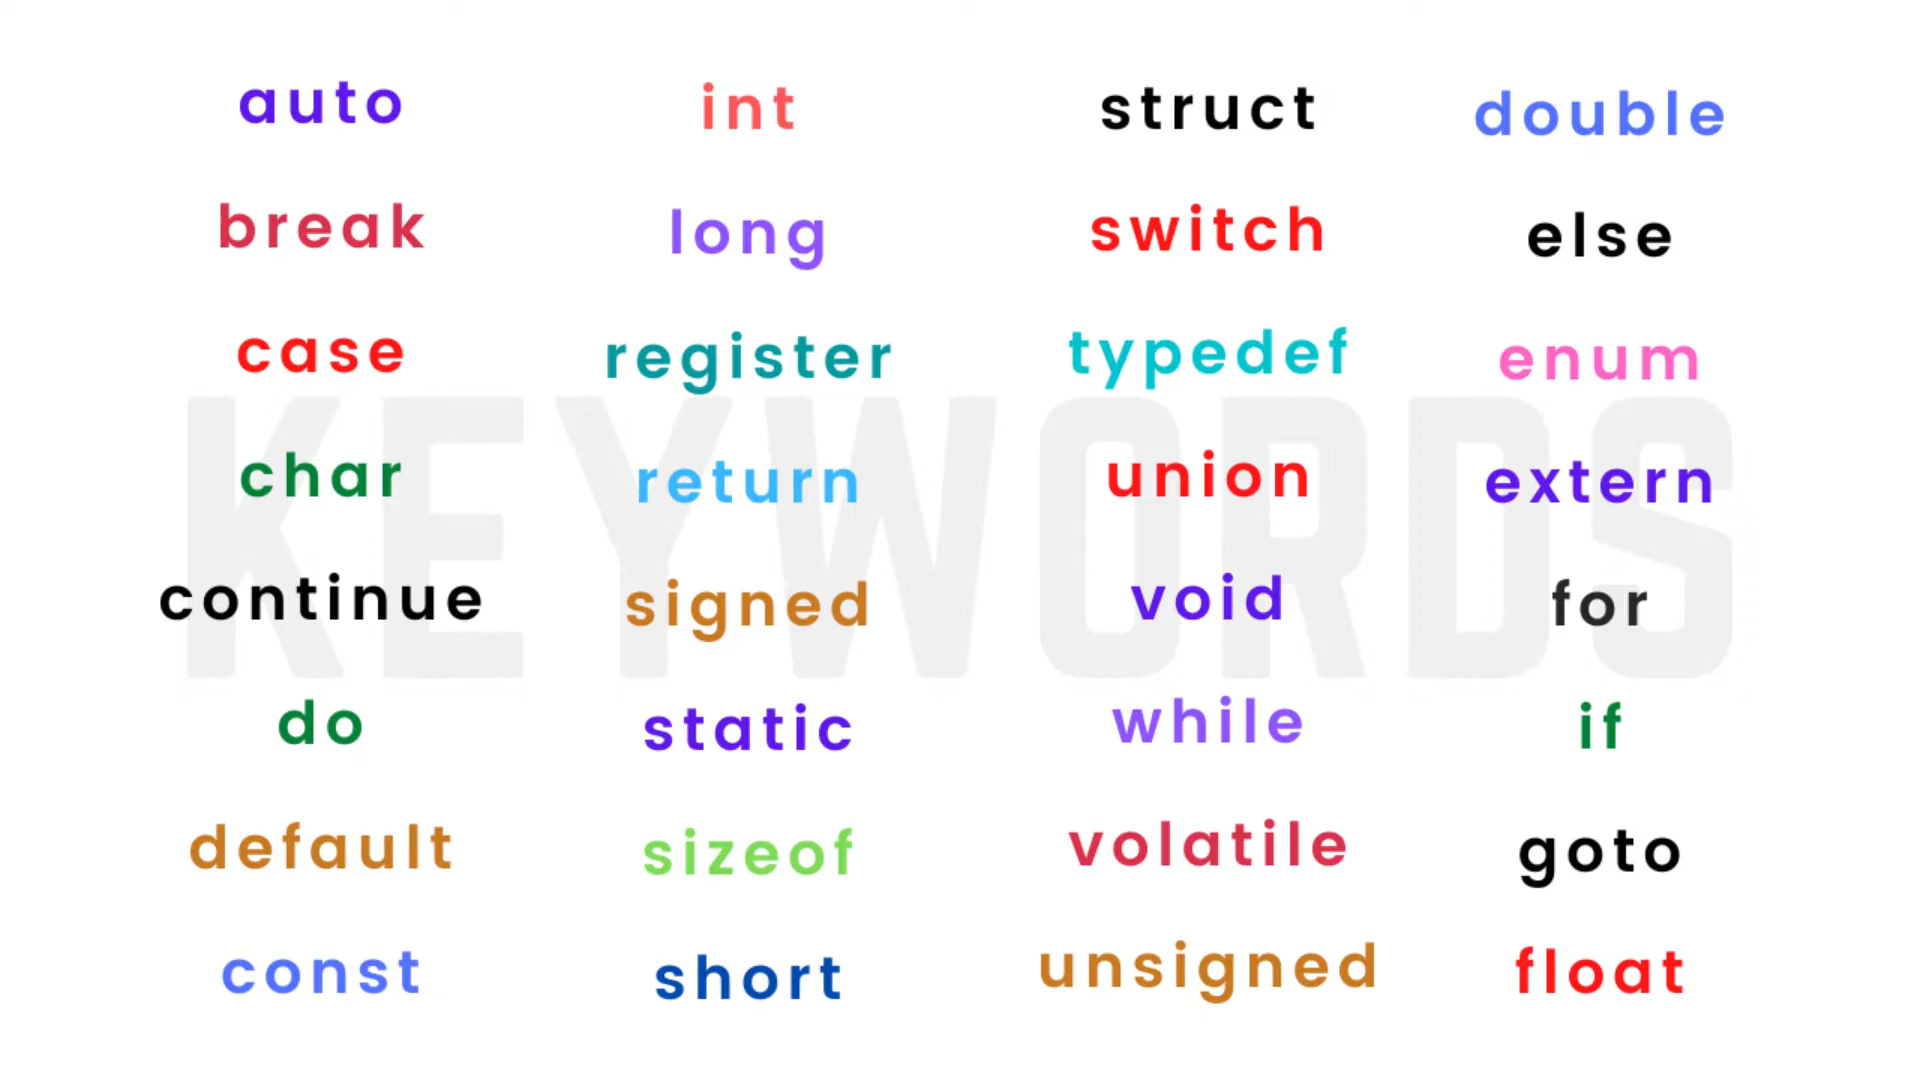 auto int struct double
break long switch else
case register typedef enum
KEYWORDS
char return union extern
continue signed void for
do static while if
default sizeof volatile goto
const short unsigned float